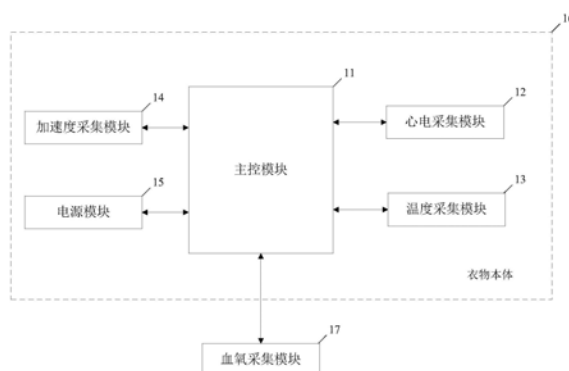 16
11
14
加速度采集模块
12
心电采集模块
主控模块
15
电源模块
13
温度采集模块
衣物本体
17
血氧采集模块